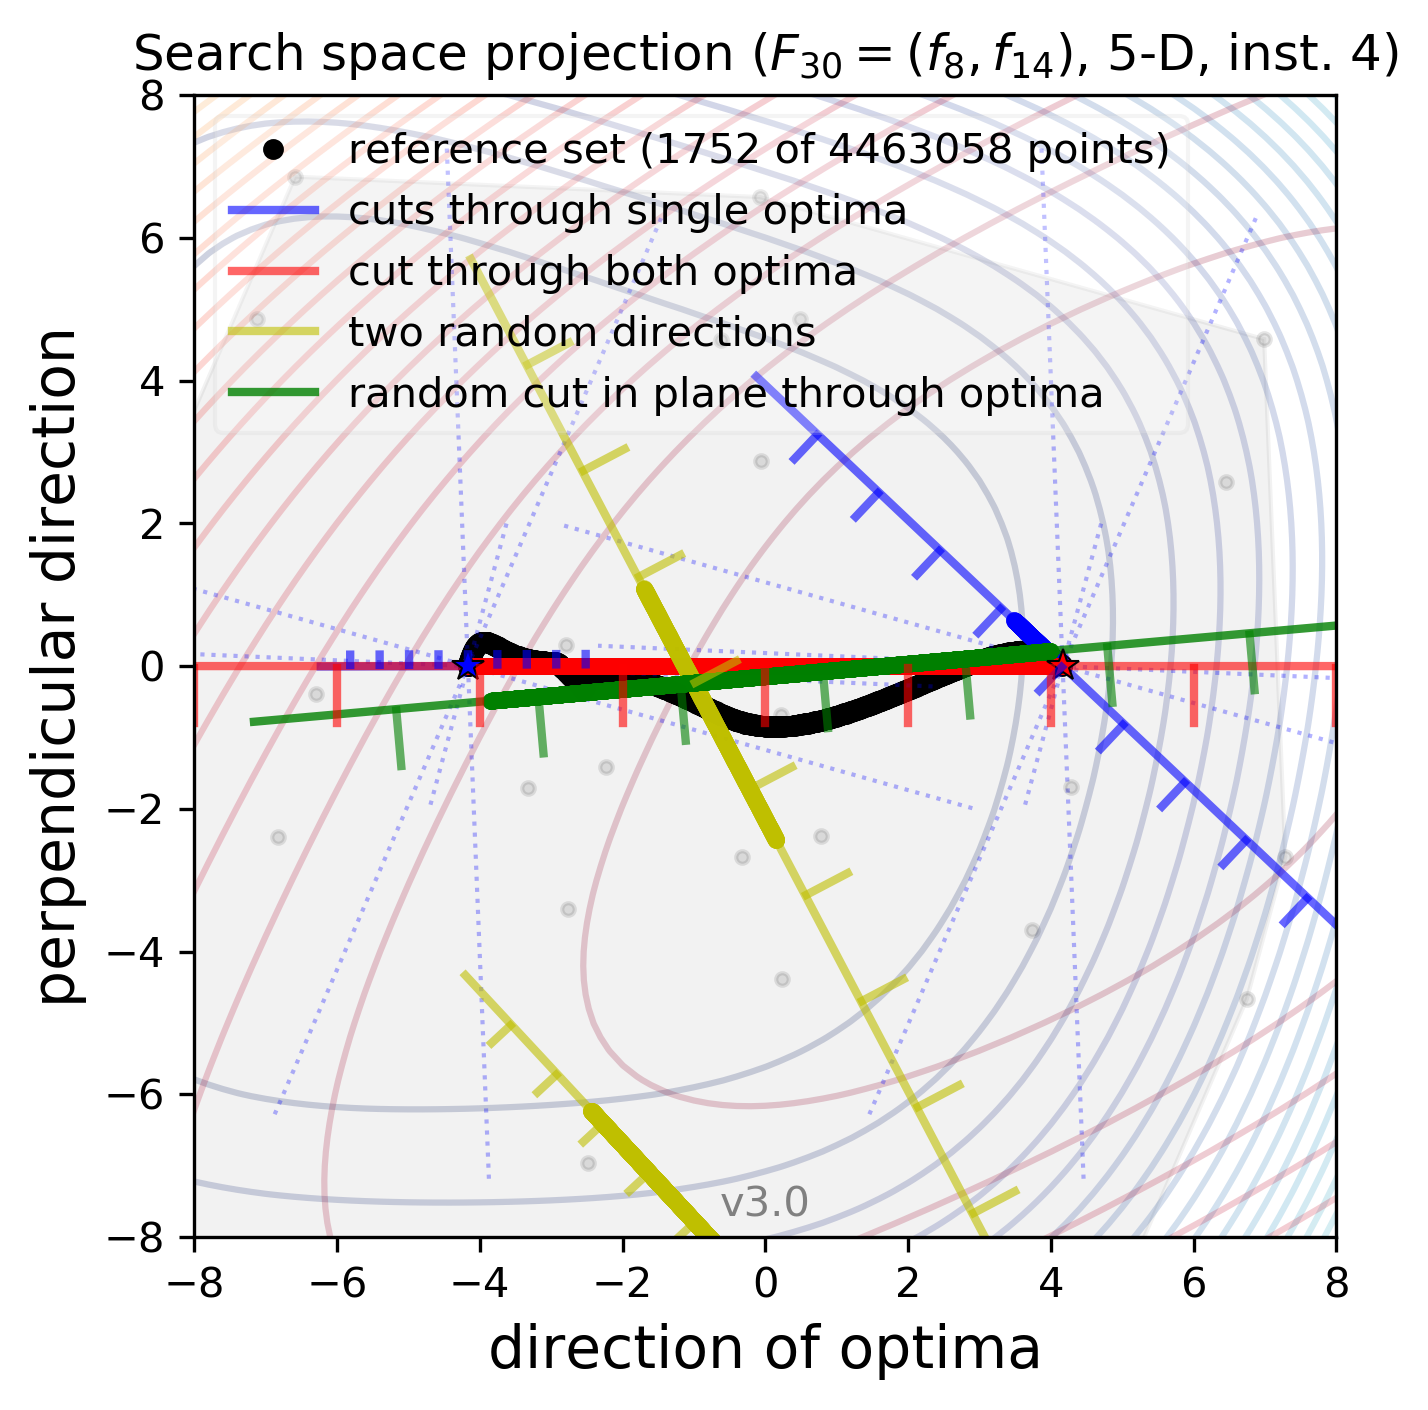 Search space projection (F30 = (f8, f14), 5-D, inst. 4)
8
6
4
2
0
−2
−4
−6
−8
perpendicular direction
reference set (1752 of 4463058 points)
cuts through single optima
cut through both optima
two random directions
random cut in plane through optima
v3.0
−8 −6 −4 −2 0 2 4 6 8
direction of optima